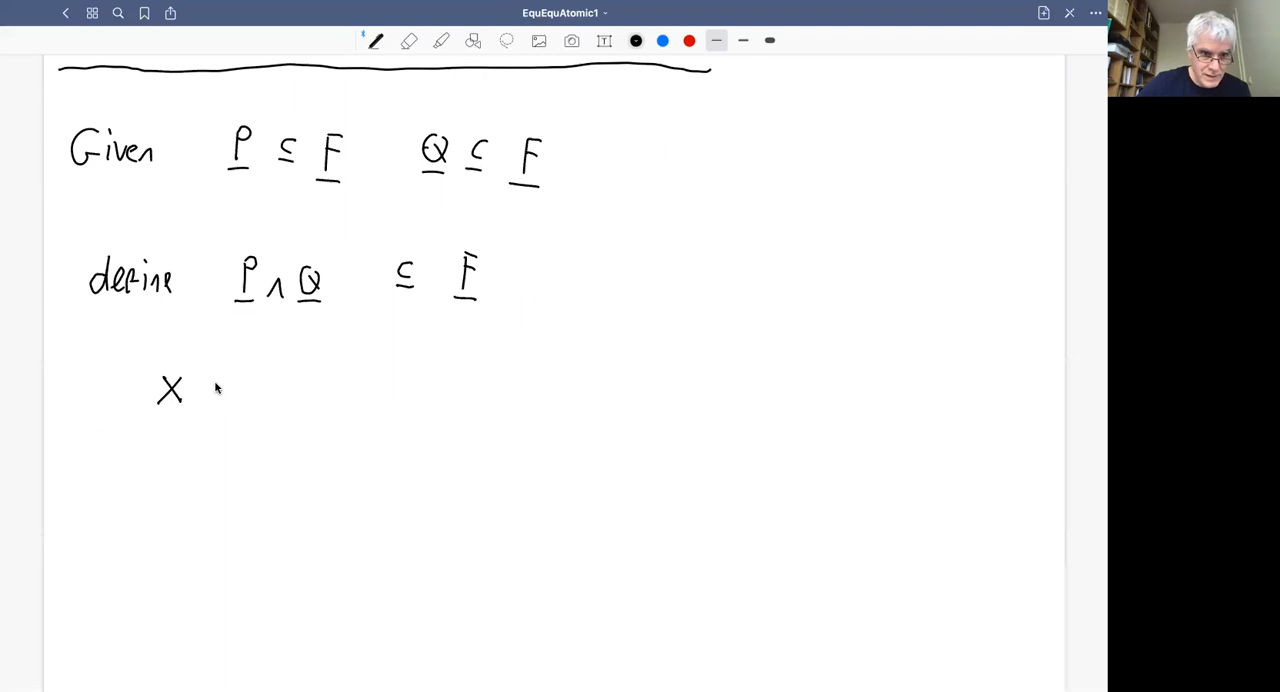 EquEquAtomic1
Given P ⊆ F Q ⊆ F
define P ∧ Q ⊆ F
X